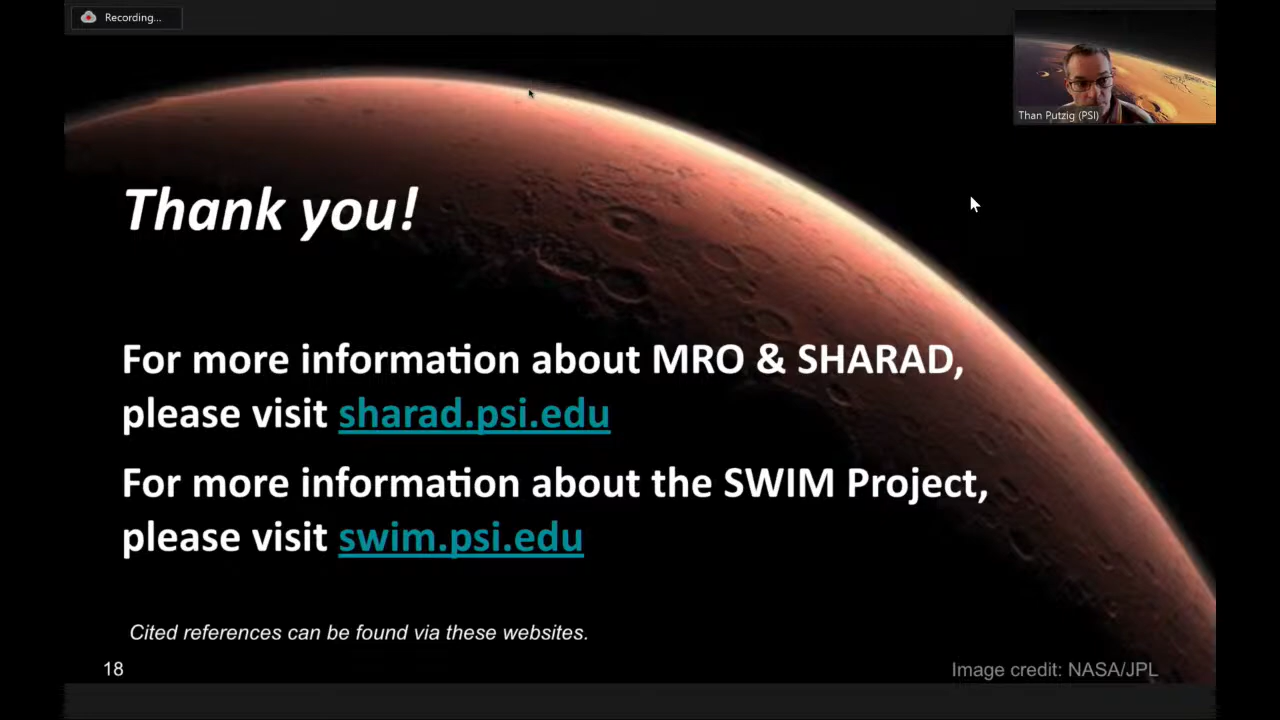 Recording...
Than Putzig (PSI)
Thank you!
For more information about MRO & SHARAD,
please visit sharad.psi.edu
For more information about the SWIM Project,
please visit swim.psi.edu
Cited references can be found via these websites.
18
Image credit: NASA/JPL